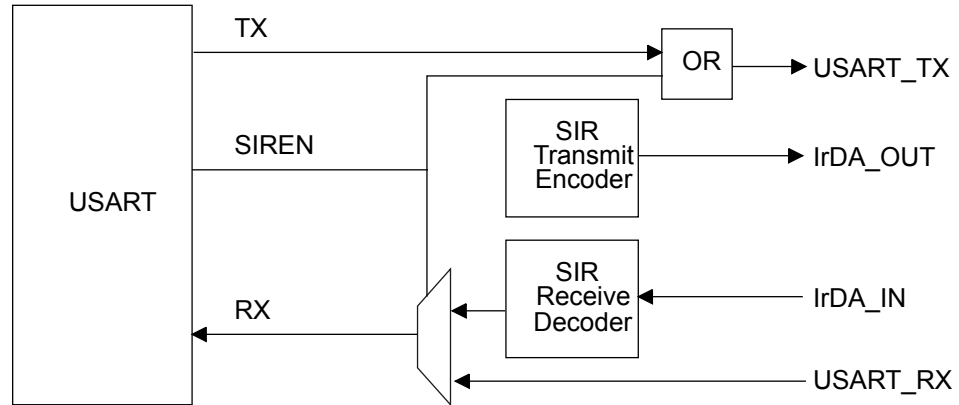 TX
OR
USART_TX
SIREN
SIR
Transmit
Encoder
IrDA_OUT
USART
SIR
Receive
Decoder
IrDA_IN
RX
USART_RX